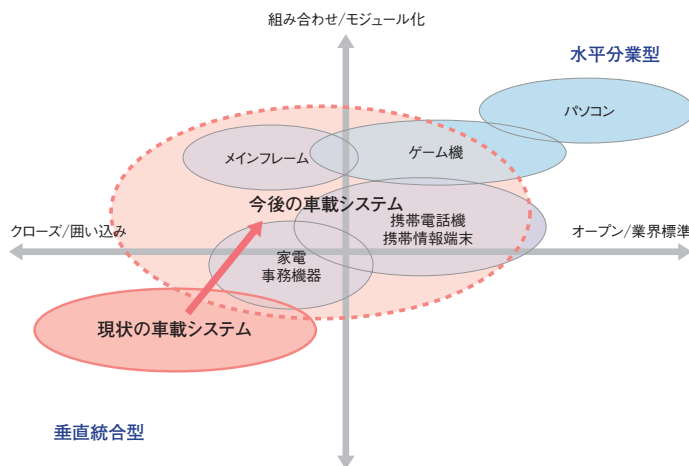 組み合わせ/モジュール化
水平分業型
パソコン
メインフレーム
ゲーム機
今後の車載システム
携帯電話機
携帯情報端末
クローズ/囲い込み
オープン/業界標準
家電
事務機器
現状の車載システム
垂直統合型